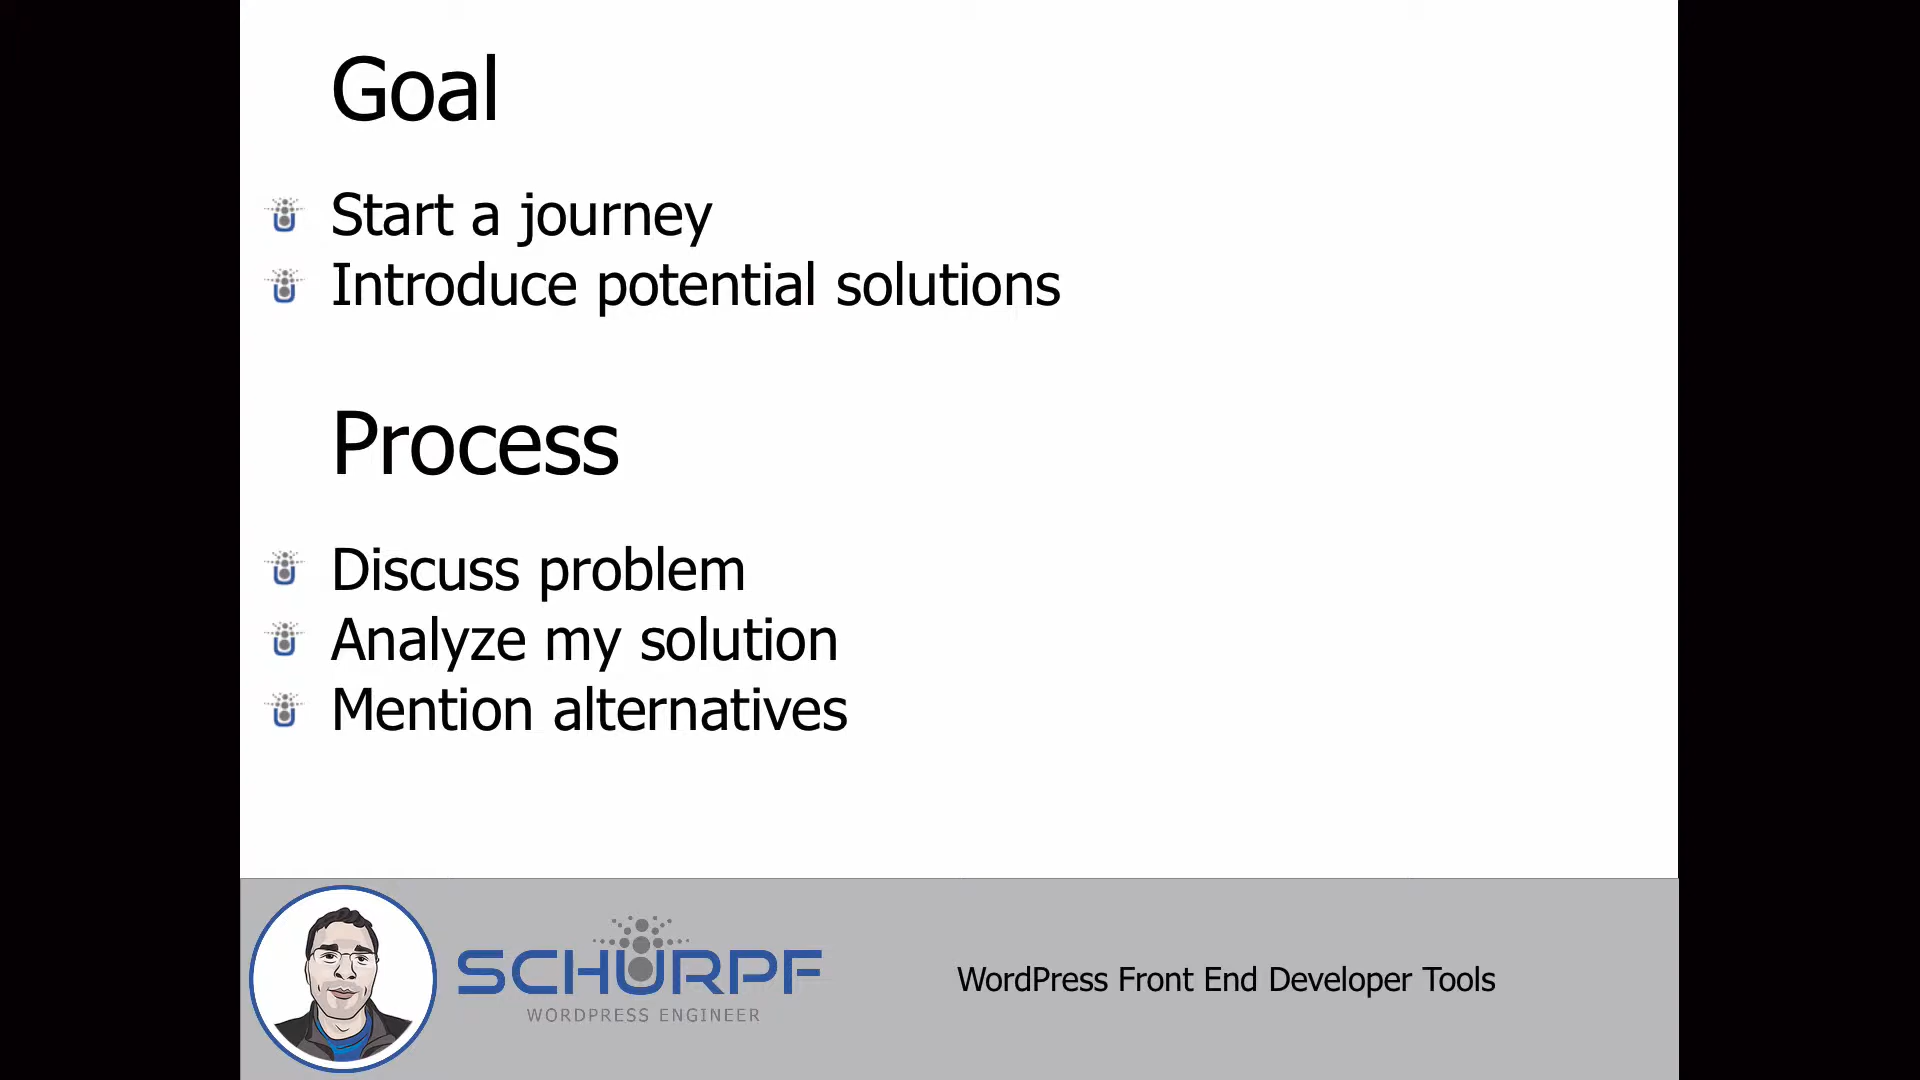 Goal
Start a journey
Introduce potential solutions
Process
Discuss problem
Analyze my solution
Mention alternatives
SCHURPF
WORDPRESS ENGINEER
WordPress Front End Developer Tools